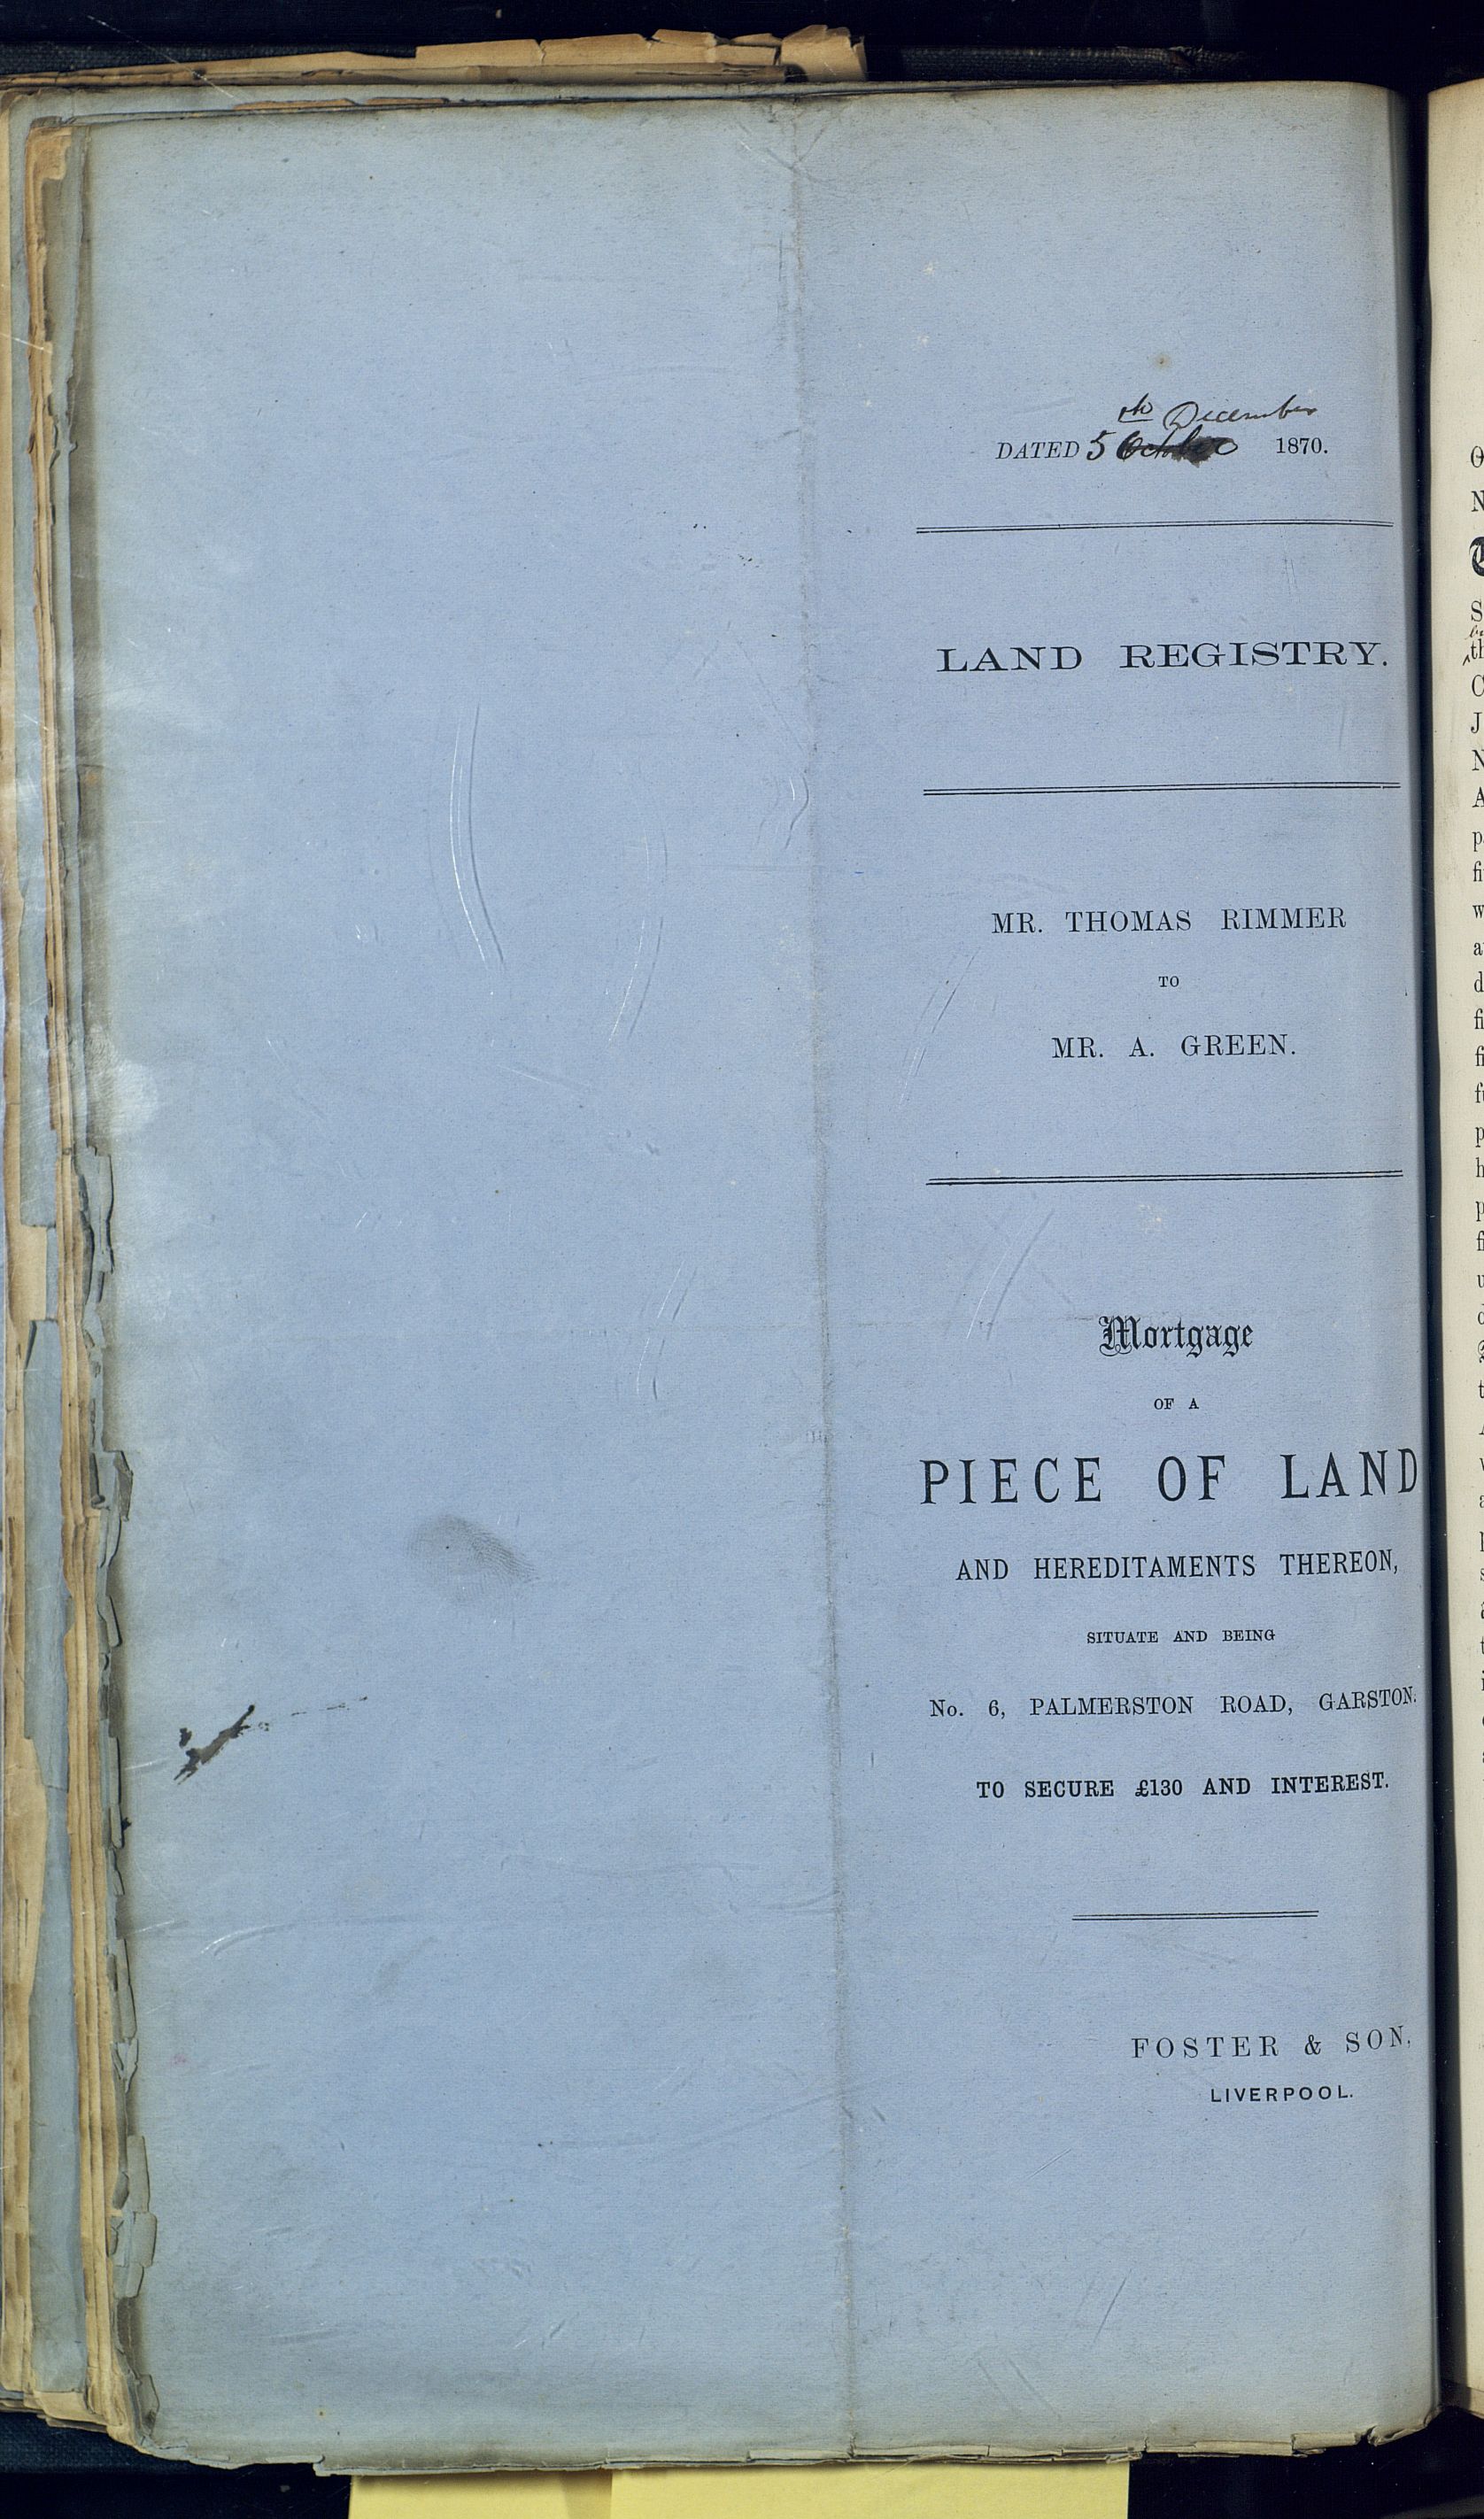 th December
DATED 5 October 1870.
LAND REGISTRY.
MR. THOMAS RIMMER
TO
MR. A. GREEN.
Mortgage
OF A
PIECE OF LAND
AND HEREDITAMENTS THEREON,
SITUATE AND BEING
No. 6, PALMERSTON ROAD, GARSTON.
TO SECURE £130 AND INTEREST.
FOSTER & SON,
LIVERPOOL.